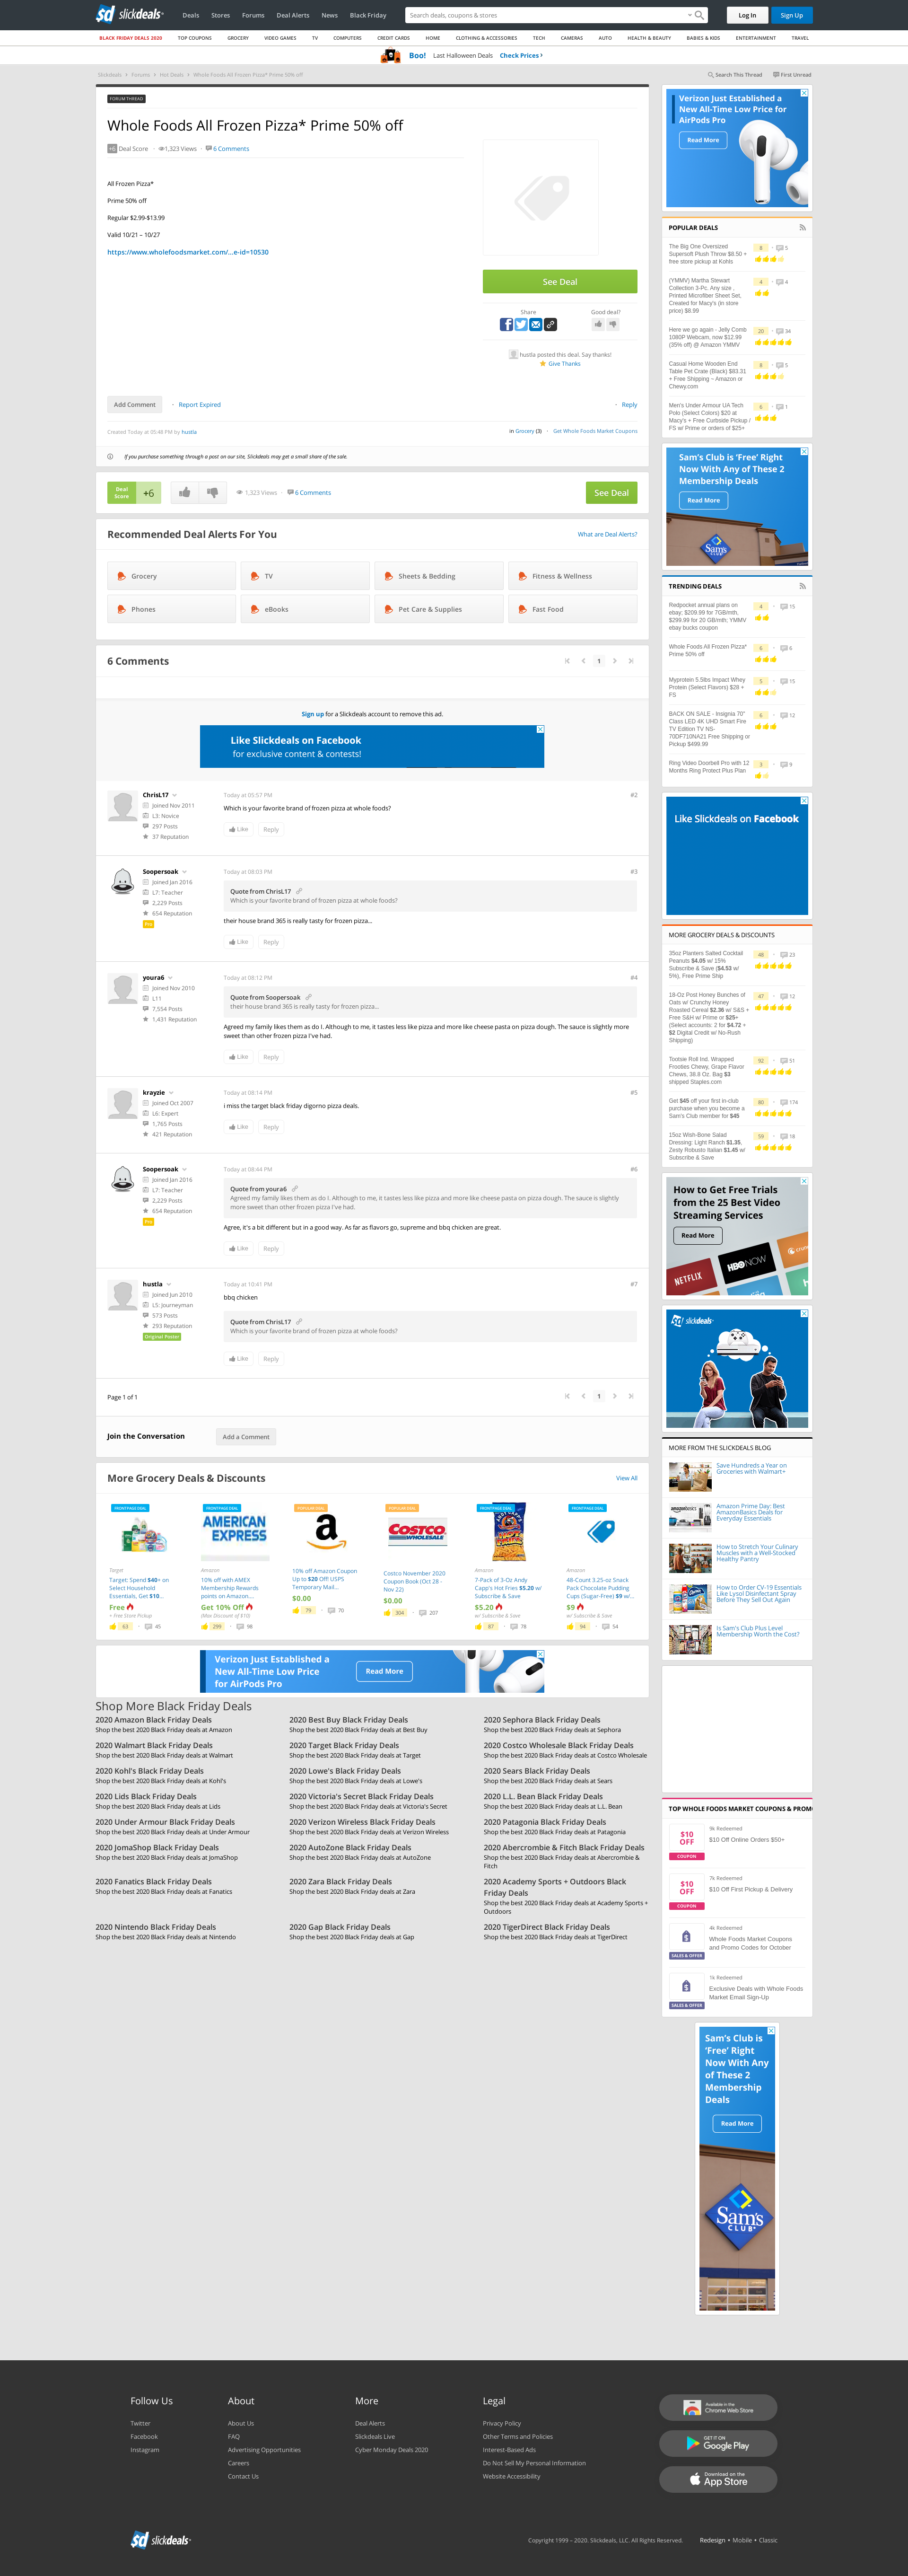 slickdeals
Deals
Stores
Forums
Deal Alerts
News
Black Friday
Search deals, coupons & stores
Log In
Sign Up
BLACK FRIDAY DEALS 2020
TOP COUPONS
GROCERY
VIDEO GAMES
TV
COMPUTERS
CREDIT CARDS
HOME
CLOTHING & ACCESSORIES
TECH
CAMERAS
AUTO
HEALTH & BEAUTY
BABIES & KIDS
ENTERTAINMENT
TRAVEL
Boo! Last Halloween Deals Check Prices
Slickdeals
Forums
Hot Deals
Whole Foods All Frozen Pizza* Prime 50% off
Search This Thread
First Unread
FORUM THREAD
Whole Foods All Frozen Pizza* Prime 50% off
+6 Deal Score
1,323 Views
6 Comments
All Frozen Pizza*
Prime 50% off
Regular $2.99-$13.99
Valid 10/21 – 10/27
https://www.wholefoodsmarket.com/...e-id=10530
See Deal
Share
Good deal?
hustla posted this deal. Say thanks!
Give Thanks
Add Comment
Report Expired
Reply
Created Today at 05:48 PM by hustla
in Grocery (3)
Get Whole Foods Market Coupons
If you purchase something through a post on our site, Slickdeals may get a small share of the sale.
Deal Score
+6
1,323 Views
6 Comments
See Deal
Recommended Deal Alerts For You
What are Deal Alerts?
Grocery
TV
Sheets & Bedding
Fitness & Wellness
Phones
eBooks
Pet Care & Supplies
Fast Food
6 Comments
1
Sign up for a Slickdeals account to remove this ad.
Like Slickdeals on Facebook
for exclusive content & contests!
ChrisL17
Joined Nov 2011
L3: Novice
297 Posts
37 Reputation
Today at 05:57 PM
#2
Which is your favorite brand of frozen pizza at whole foods?
Like
Reply
Soopersoak
Joined Jan 2016
L7: Teacher
2,229 Posts
654 Reputation
Pro
Today at 08:03 PM
#3
Quote from ChrisL17
Which is your favorite brand of frozen pizza at whole foods?
their house brand 365 is really tasty for frozen pizza...
Like
Reply
youra6
Joined Nov 2010
L11
7,554 Posts
1,431 Reputation
Today at 08:12 PM
#4
Quote from Soopersoak
their house brand 365 is really tasty for frozen pizza...
Agreed my family likes them as do I. Although to me, it tastes less like pizza and more like cheese pasta on pizza dough. The sauce is slightly more
sweet than other frozen pizza I've had.
Like
Reply
krayzie
Joined Oct 2007
L6: Expert
1,765 Posts
421 Reputation
Today at 08:14 PM
#5
i miss the target black friday digorno pizza deals.
Like
Reply
Soopersoak
Joined Jan 2016
L7: Teacher
2,229 Posts
654 Reputation
Pro
Today at 08:44 PM
#6
Quote from youra6
Agreed my family likes them as do I. Although to me, it tastes less like pizza and more like cheese pasta on pizza dough. The sauce is slightly
more sweet than other frozen pizza I've had.
Agree, it's a bit different but in a good way. As far as flavors go, supreme and bbq chicken are great.
Like
Reply
hustla
Joined Jun 2010
L5: Journeyman
573 Posts
293 Reputation
Original Poster
Today at 10:41 PM
#7
bbq chicken
Quote from ChrisL17
Which is your favorite brand of frozen pizza at whole foods?
Like
Reply
Page 1 of 1
1
Join the Conversation
Add a Comment
More Grocery Deals & Discounts
View All
FRONTPAGE DEAL
Target
Target: Spend $40+ on
Select Household
Essentials, Get $10...
Free
+ Free Store Pickup
63
45
FRONTPAGE DEAL
AMERICAN EXPRESS
Amazon
10% off with AMEX
Membership Rewards
points on Amazon....
Get 10% Off
(Max Discount of $10)
299
98
POPULAR DEAL
10% off Amazon Coupon
Up to $20 Off! USPS
Temporary Mail...
$0.00
79
70
POPULAR DEAL
COSTCO WHOLESALE
Costco November 2020
Coupon Book (Oct 28 -
Nov 22)
$0.00
304
207
FRONTPAGE DEAL
Amazon
7-Pack of 3-Oz Andy
Capp's Hot Fries $5.20 w/
Subscribe & Save
$5.20
w/ Subscribe & Save
87
78
FRONTPAGE DEAL
Amazon
48-Count 3.25-oz Snack
Pack Chocolate Pudding
Cups (Sugar-Free) $9 w/...
$9
w/ Subscribe & Save
94
54
Verizon Just Established a
New All-Time Low Price
for AirPods Pro
Read More
Shop More Black Friday Deals
2020 Amazon Black Friday Deals
Shop the best 2020 Black Friday deals at Amazon
2020 Best Buy Black Friday Deals
Shop the best 2020 Black Friday deals at Best Buy
2020 Sephora Black Friday Deals
Shop the best 2020 Black Friday deals at Sephora
2020 Walmart Black Friday Deals
Shop the best 2020 Black Friday deals at Walmart
2020 Target Black Friday Deals
Shop the best 2020 Black Friday deals at Target
2020 Costco Wholesale Black Friday Deals
Shop the best 2020 Black Friday deals at Costco Wholesale
2020 Kohl's Black Friday Deals
Shop the best 2020 Black Friday deals at Kohl's
2020 Lowe's Black Friday Deals
Shop the best 2020 Black Friday deals at Lowe's
2020 Sears Black Friday Deals
Shop the best 2020 Black Friday deals at Sears
2020 Lids Black Friday Deals
Shop the best 2020 Black Friday deals at Lids
2020 Victoria's Secret Black Friday Deals
Shop the best 2020 Black Friday deals at Victoria's Secret
2020 L.L. Bean Black Friday Deals
Shop the best 2020 Black Friday deals at L.L. Bean
2020 Under Armour Black Friday Deals
Shop the best 2020 Black Friday deals at Under Armour
2020 Verizon Wireless Black Friday Deals
Shop the best 2020 Black Friday deals at Verizon Wireless
2020 Patagonia Black Friday Deals
Shop the best 2020 Black Friday deals at Patagonia
2020 JomaShop Black Friday Deals
Shop the best 2020 Black Friday deals at JomaShop
2020 AutoZone Black Friday Deals
Shop the best 2020 Black Friday deals at AutoZone
2020 Abercrombie & Fitch Black Friday Deals
Shop the best 2020 Black Friday deals at Abercrombie &
Fitch
2020 Fanatics Black Friday Deals
Shop the best 2020 Black Friday deals at Fanatics
2020 Zara Black Friday Deals
Shop the best 2020 Black Friday deals at Zara
2020 Academy Sports + Outdoors Black
Friday Deals
Shop the best 2020 Black Friday deals at Academy Sports +
Outdoors
2020 Nintendo Black Friday Deals
Shop the best 2020 Black Friday deals at Nintendo
2020 Gap Black Friday Deals
Shop the best 2020 Black Friday deals at Gap
2020 TigerDirect Black Friday Deals
Shop the best 2020 Black Friday deals at TigerDirect
Verizon Just Established a
New All-Time Low Price for
AirPods Pro
Read More
POPULAR DEALS
The Big One Oversized
Supersoft Plush Throw $8.50 +
free store pickup at Kohls
8
5
(YMMV) Martha Stewart
Collection 3-Pc. Any size ,
Printed Microfiber Sheet Set,
Created for Macy's (in store
price) $8.99
4
4
Here we go again - Jelly Comb
1080P Webcam, now $12.99
(35% off) @ Amazon YMMV
20
34
Casual Home Wooden End
Table Pet Crate (Black) $83.31
+ Free Shipping ~ Amazon or
Chewy.com
8
5
Men's Under Armour UA Tech
Polo (Select Colors) $20 at
Macy's + Free Curbside Pickup /
FS w/ Prime or orders of $25+
6
1
Sam's Club is 'Free' Right
Now With Any of These 2
Membership Deals
Read More
Sam's
TRENDING DEALS
Redpocket annual plans on
ebay; $209.99 for 7GB/mth,
$299.99 for 20 GB/mth; YMMV
ebay bucks coupon
4
15
Whole Foods All Frozen Pizza*
Prime 50% off
6
6
Myprotein 5.5lbs Impact Whey
Protein (Select Flavors) $28 +
FS
5
15
BACK ON SALE - Insignia 70"
Class LED 4K UHD Smart Fire
TV Edition TV NS-
70DF710NA21 Free Shipping or
Pickup $499.99
6
12
Ring Video Doorbell Pro with 12
Months Ring Protect Plus Plan
3
9
Like Slickdeals on Facebook
MORE GROCERY DEALS & DISCOUNTS
35oz Planters Salted Cocktail
Peanuts $4.05 w/ 15%
Subscribe & Save ($4.53 w/
5%), Free Prime Ship
48
23
18-Oz Post Honey Bunches of
Oats w/ Crunchy Honey
Roasted Cereal $2.36 w/ S&S +
Free S&H w/ Prime or $25+
(Select accounts: 2 for $4.72 +
$2 Digital Credit w/ No-Rush
Shipping)
47
12
Tootsie Roll Ind. Wrapped
Frooties Chewy, Grape Flavor
Chews, 38.8 Oz. Bag $3
shipped Staples.com
92
51
Get $45 off your first in-club
purchase when you become a
Sam's Club member for $45
80
174
15oz Wish-Bone Salad
Dressing: Light Ranch $1.35,
Zesty Robusto Italian $1.45 w/
Subscribe & Save
59
18
How to Get Free Trials
from the 25 Best Video
Streaming Services
Read More
NETFLIX
HBO NOW
slickdeals
MORE FROM THE SLICKDEALS BLOG
Save Hundreds a Year on
Groceries with Walmart+
amazonbasics
Amazon Prime Day: Best
AmazonBasics Deals for
Everyday Essentials
How to Stretch Your Culinary
Muscles with a Well-Stocked
Healthy Pantry
How to Order CV-19 Essentials
Like Lysol Disinfectant Spray
Before They Sell Out Again
Is Sam's Club Plus Level
Membership Worth the Cost?
TOP WHOLE FOODS MARKET COUPONS & PROMO
$10 OFF
COUPON
9k Redeemed
$10 Off Online Orders $50+
$10 OFF
COUPON
7k Redeemed
$10 Off First Pickup & Delivery
SALES & OFFER
4k Redeemed
Whole Foods Market Coupons
and Promo Codes for October
SALES & OFFER
1k Redeemed
Exclusive Deals with Whole Foods
Market Email Sign-Up
Sam's Club is
'Free' Right
Now With Any
of These 2
Membership
Deals
Read More
Sam's CLUB
Follow Us
Twitter
Facebook
Instagram
About
About Us
FAQ
Advertising Opportunities
Careers
Contact Us
More
Deal Alerts
Slickdeals Live
Cyber Monday Deals 2020
Legal
Privacy Policy
Other Terms and Policies
Interest-Based Ads
Do Not Sell My Personal Information
Website Accessibility
Available in the
Chrome Web Store
GET IT ON
Google Play
Download on the
App Store
slickdeals
Copyright 1999 – 2020. Slickdeals, LLC. All Rights Reserved.
Redesign • Mobile • Classic